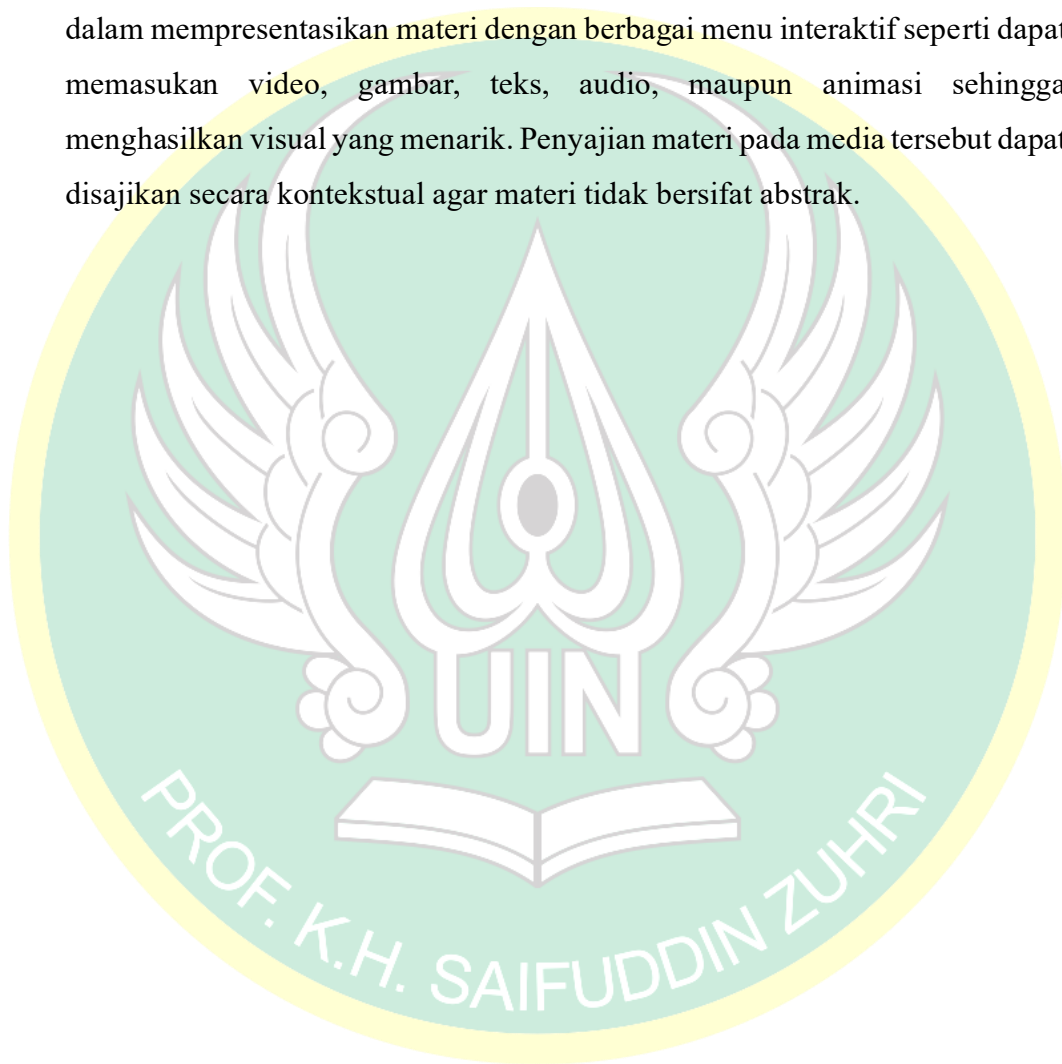 dalam mempresentasikan materi dengan berbagai menu interaktif seperti dapat
memasukan video, gambar, teks, audio, maupun animasi sehingga
menghasilkan visual yang menarik. Penyajian materi pada media tersebut dapat
disajikan secara kontekstual agar materi tidak bersifat abstrak.
UIN
PROF. K.H. SAIFUDDIN ZUHRI